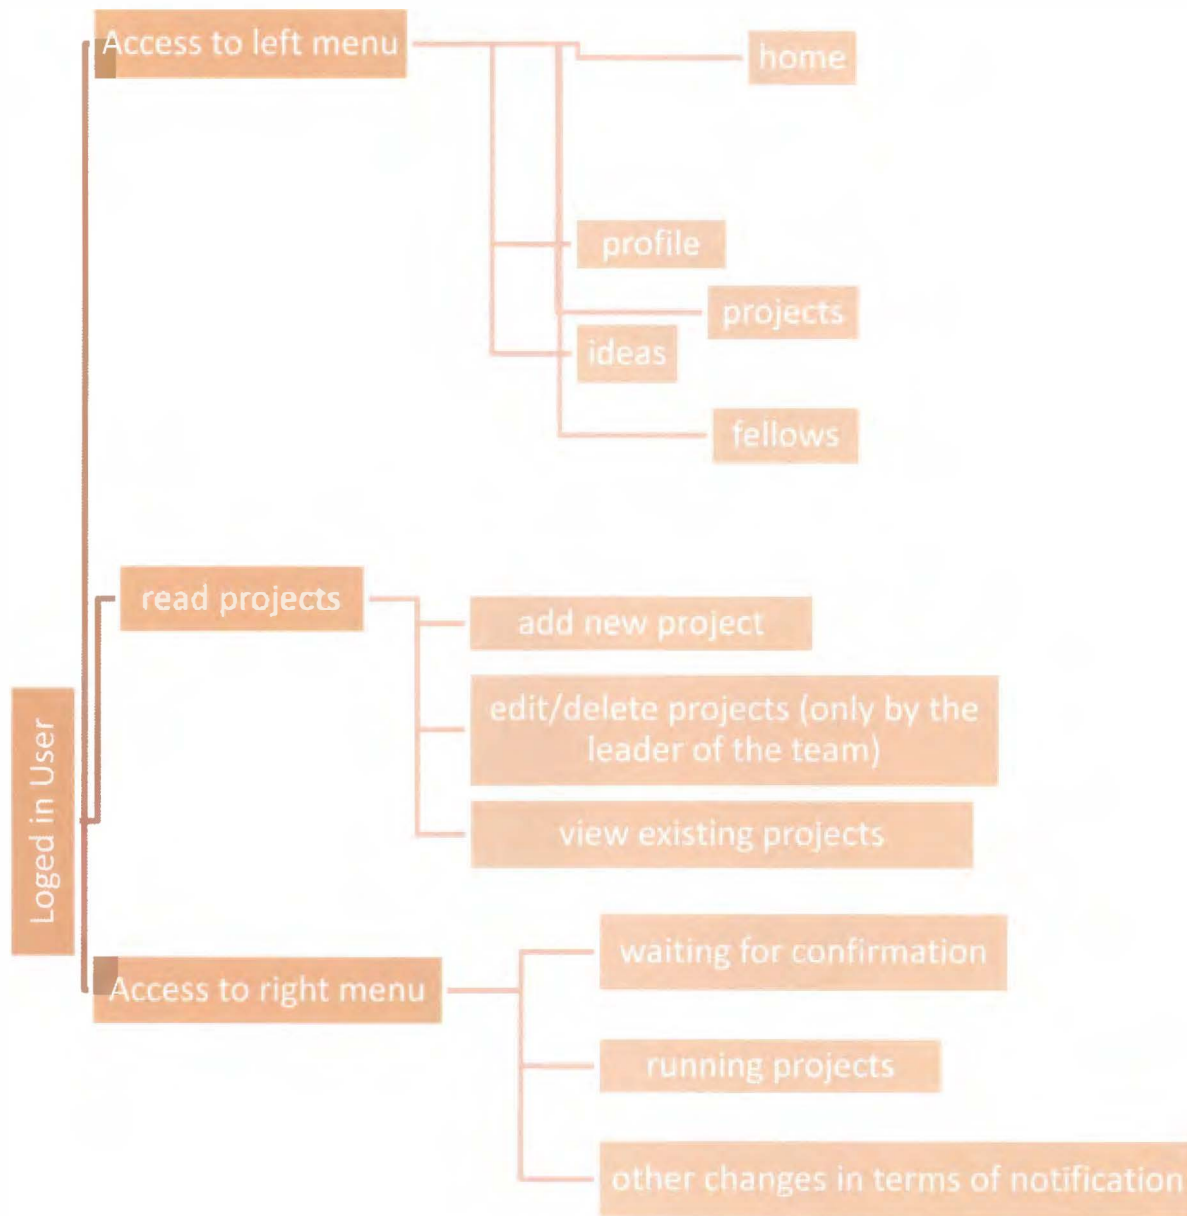 Access to left menu
home
profile
projects
ideas
fellows
read projects
add new project
edit/delete projects (only by the
leader of the team)
view existing projects
Loged in User
waiting for confirmation
Access to right menu
running projects
other changes in terms of notification